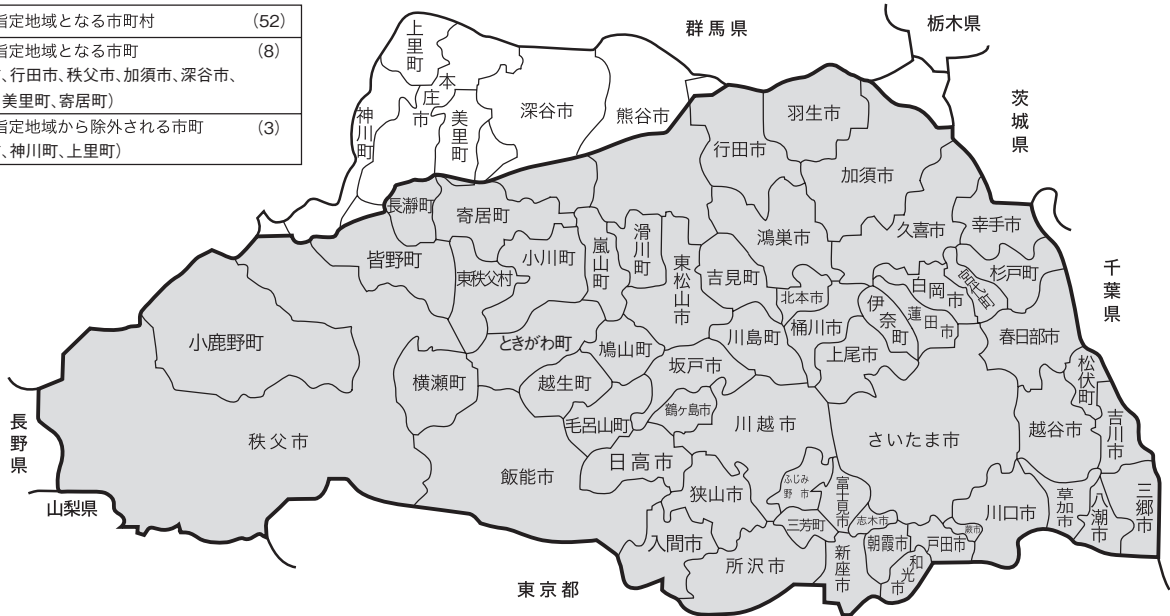 指定地域となる市町村 (52)
指定地域となる市町 (8)
、行田市、秩父市、加須市、深谷市、
美里町、寄居町)
指定地域から除外される市町 (3)
、神川町、上里町)
群馬県
栃木県
茨城県
千葉県
長野県
山梨県
東京都
上里町
本庄市
神川町
美里町
深谷市
熊谷市
行田市
羽生市
加須市
長瀞町
寄居町
皆野町
東秩父村
小川町
嵐山町
滑川町
東松山市
吉見町
鴻巣市
久喜市
幸手市
杉戸町
宮代町
白岡市
蓮田市
伊奈町
北本市
桶川市
上尾市
川島町
春日部市
小鹿野町
ときがわ町
鳩山町
坂戸市
横瀬町
越生町
毛呂山町
鶴ヶ島市
川越市
さいたま市
越谷市
松伏町
吉川市
秩父市
飯能市
日高市
狭山市
ふじみ
野市
富士見市
三芳町
志木市
川口市
蕨市
草加市
八潮市
三郷市
入間市
所沢市
新座市
朝霞市
和光市
戸田市